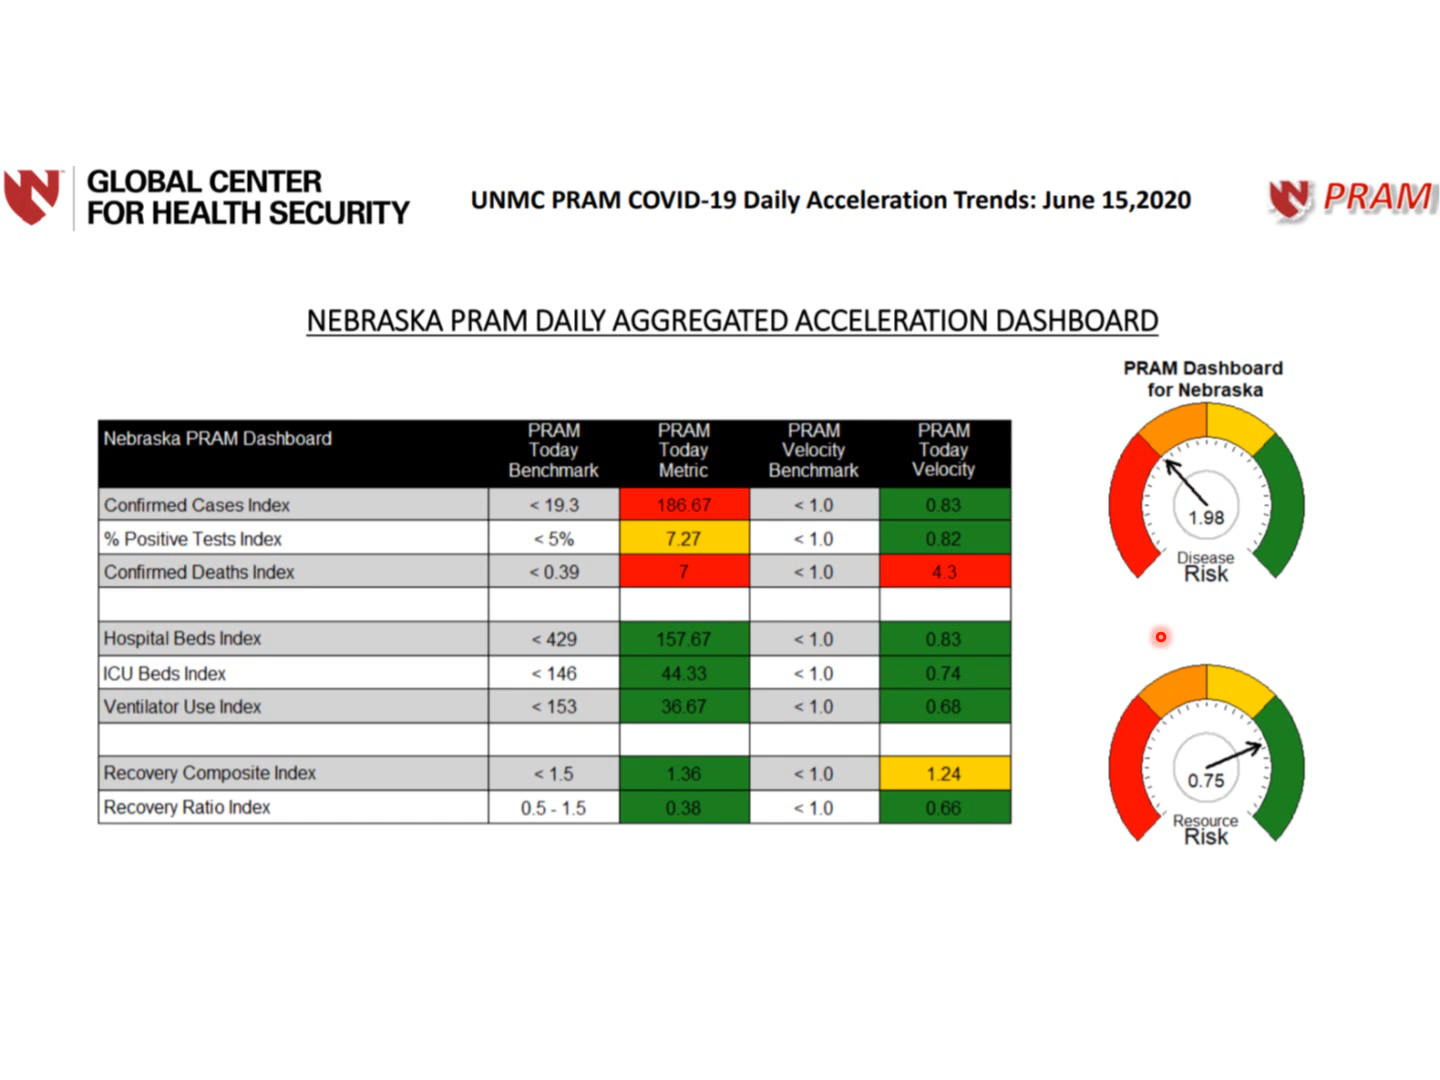 GLOBAL CENTER
FOR HEALTH SECURITY
UNMC PRAM COVID-19 Daily Acceleration Trends: June 15,2020
PRAM
NEBRASKA PRAM DAILY AGGREGATED ACCELERATION DASHBOARD
Nebraska PRAM Dashboard PRAM Today Benchmark PRAM Today Metric PRAM Velocity Benchmark PRAM Today Velocity
Confirmed Cases Index < 19.3 186.67 < 1.0 0.83
% Positive Tests Index < 5% 7.27 < 1.0 0.82
Confirmed Deaths Index < 0.39 7 < 1.0 4.3
Hospital Beds Index < 429 157.67 < 1.0 0.83
ICU Beds Index < 146 44.33 < 1.0 0.74
Ventilator Use Index < 153 36.67 < 1.0 0.68
Recovery Composite Index < 1.5 1.36 < 1.0 1.24
Recovery Ratio Index 0.5 - 1.5 0.38 < 1.0 0.66
PRAM Dashboard
for Nebraska
1.98
Disease
Risk
0.75
Resource
Risk